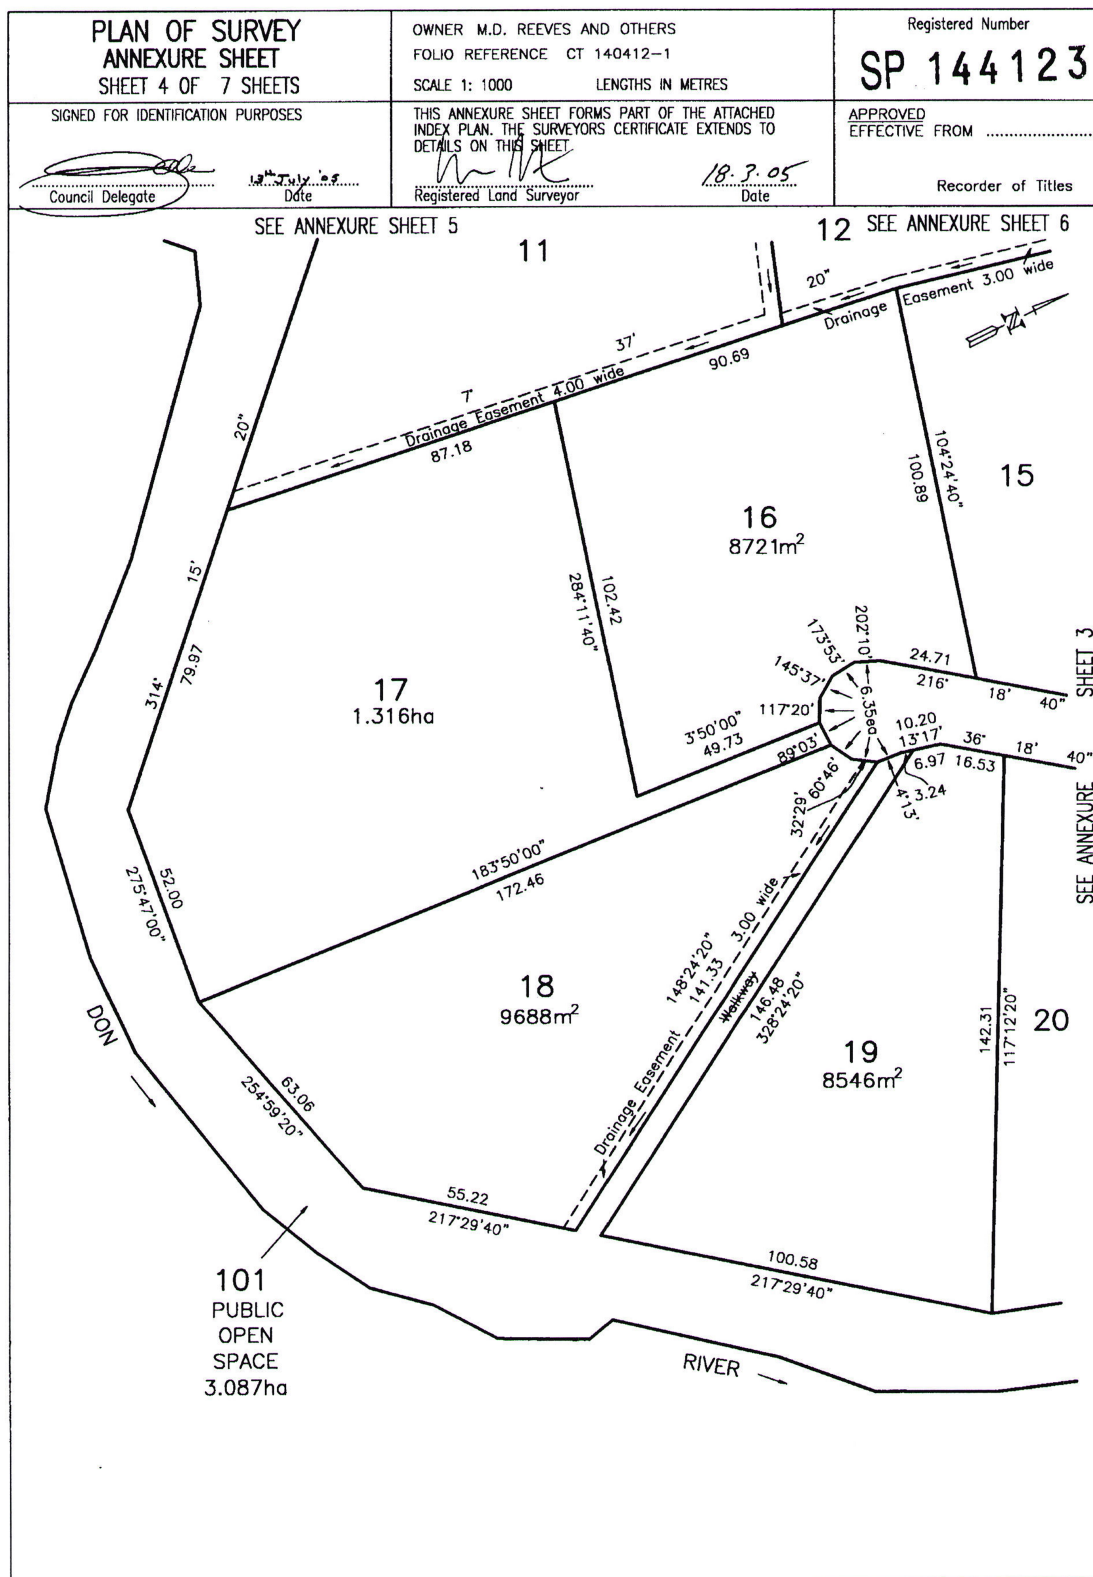 PLAN OF SURVEY
ANNEXURE SHEET
SHEET 4 OF 7 SHEETS
OWNER M.D. REEVES AND OTHERS
FOLIO REFERENCE CT 140412-1
SCALE 1: 1000 LENGTHS IN METRES
Registered Number
SP 144123
SIGNED FOR IDENTIFICATION PURPOSES
Council Delegate
13th July '05
Date
THIS ANNEXURE SHEET FORMS PART OF THE ATTACHED
INDEX PLAN. THE SURVEYORS CERTIFICATE EXTENDS TO
DETAILS ON THIS SHEET
Registered Land Surveyor
18.3.05
Date
APPROVED
EFFECTIVE FROM ..................
Recorder of Titles
SEE ANNEXURE SHEET 5
11
12
SEE ANNEXURE SHEET 6
20"
Drainage Easement 3.00 wide
N
37'
90.69
7°
Drainage Easement 4.00 wide
87.18
20"
15'
314°
79.97
104°24'40"
100.89
15
16
8721m²
102.42
284°11'40"
17
1.316ha
202°10'
173°53'
145°37'
117°20'
89°03'
60°46'
32°29'
4°13'
6.35ea
24.71
216°
18'
40"
SHEET 3
10.20
13°17'
6.97
3.24
36°
16.53
18'
40"
SEE ANNEXURE
3°50'00"
49.73
183°50'00"
172.46
52.00
275°47'00"
18
9688m²
148°24'20"
141.33
3.00 wide
Drainage Easement
Walkway
146.48
328°24'20"
19
8546m²
142.31
117°12'20"
20
DON
63.06
254°59'20"
55.22
217°29'40"
100.58
217°29'40"
101
PUBLIC
OPEN
SPACE
3.087ha
RIVER